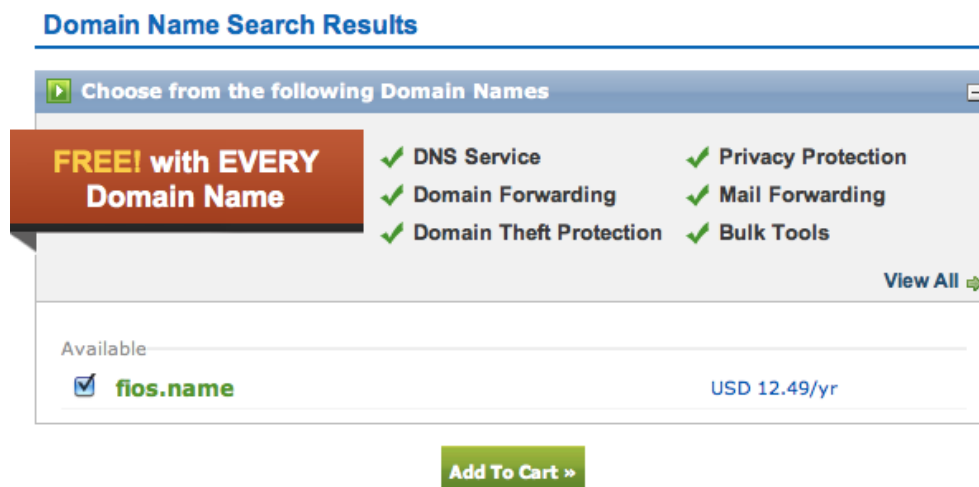 Domain Name Search Results
Choose from the following Domain Names
FREE! with EVERY
Domain Name
DNS Service
Privacy Protection
Domain Forwarding
Mail Forwarding
Domain Theft Protection
Bulk Tools
View All
Available
fios.name USD 12.49/yr
Add To Cart »